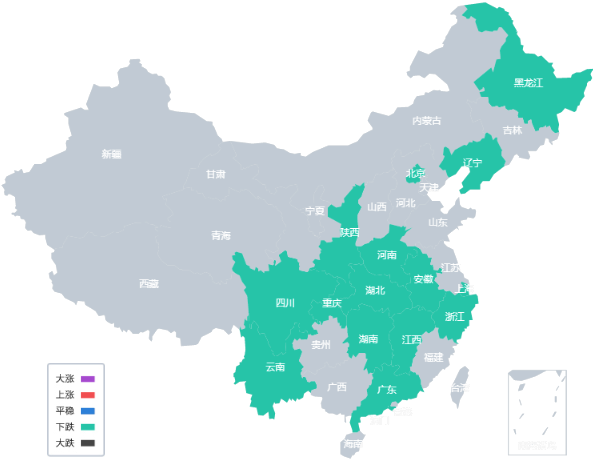 黑龙江
内蒙古
吉林
新疆
辽宁
甘肃
北京
天津
宁夏
山西
河北
青海
山东
陕西
河南
江苏
西藏
安徽
上海
四川
重庆
湖北
浙江
湖南
江西
贵州
福建
云南
广西
广东
台湾
海南
大涨
上涨
平稳
下跌
大跌